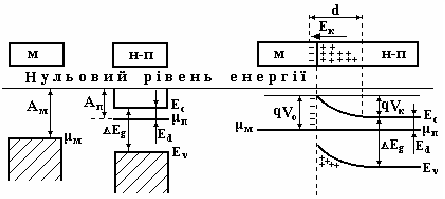 d
Eк
м
н-п
м
н-п
Нульовий рівень енергії
Aм
Aп
Ec
μп
Ed
ΔEg
Ev
μм
μм
qVo
qVк
Ec
μп
Ed
ΔEg
Ev